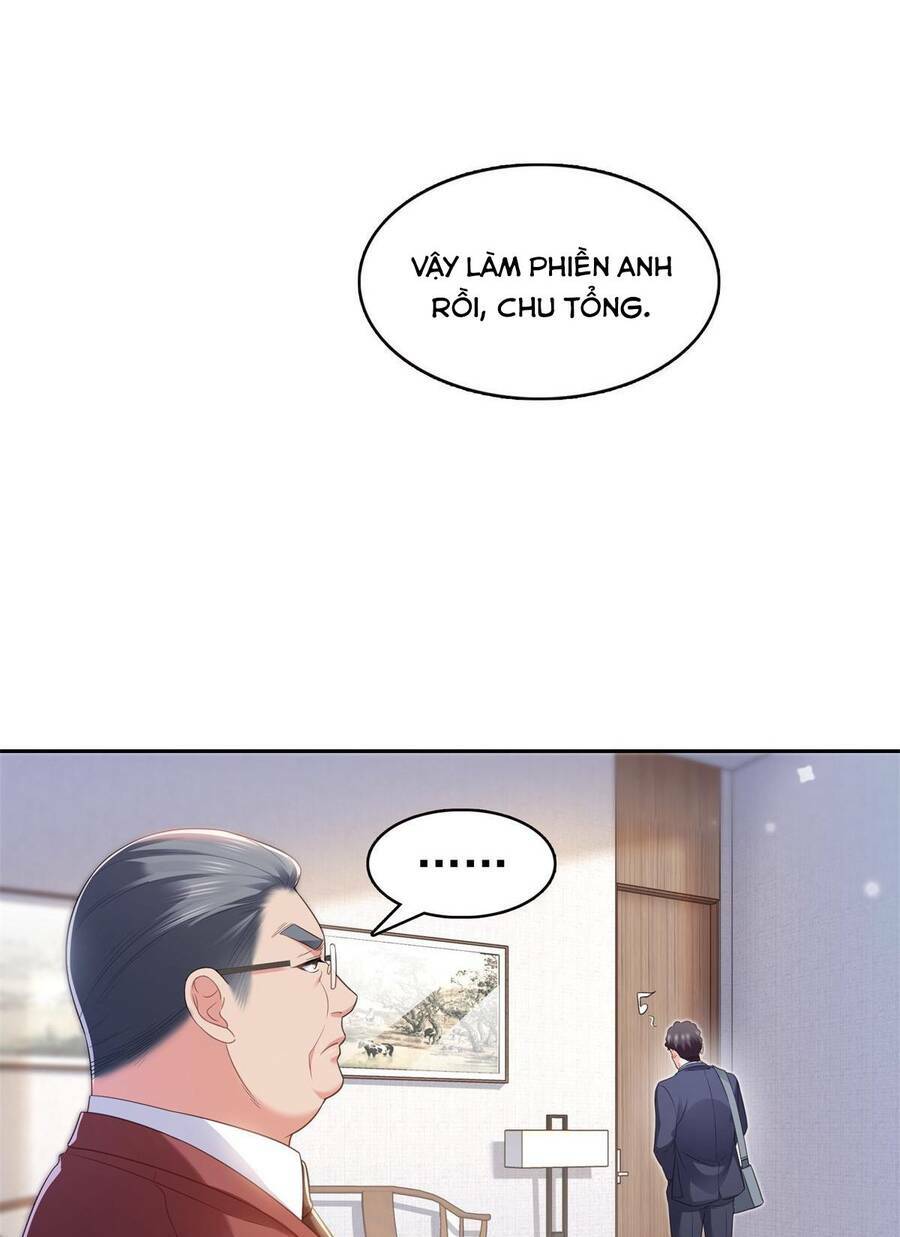 VẬY LÀM PHIỀN ANH
RỒI, CHU TỔNG.
......